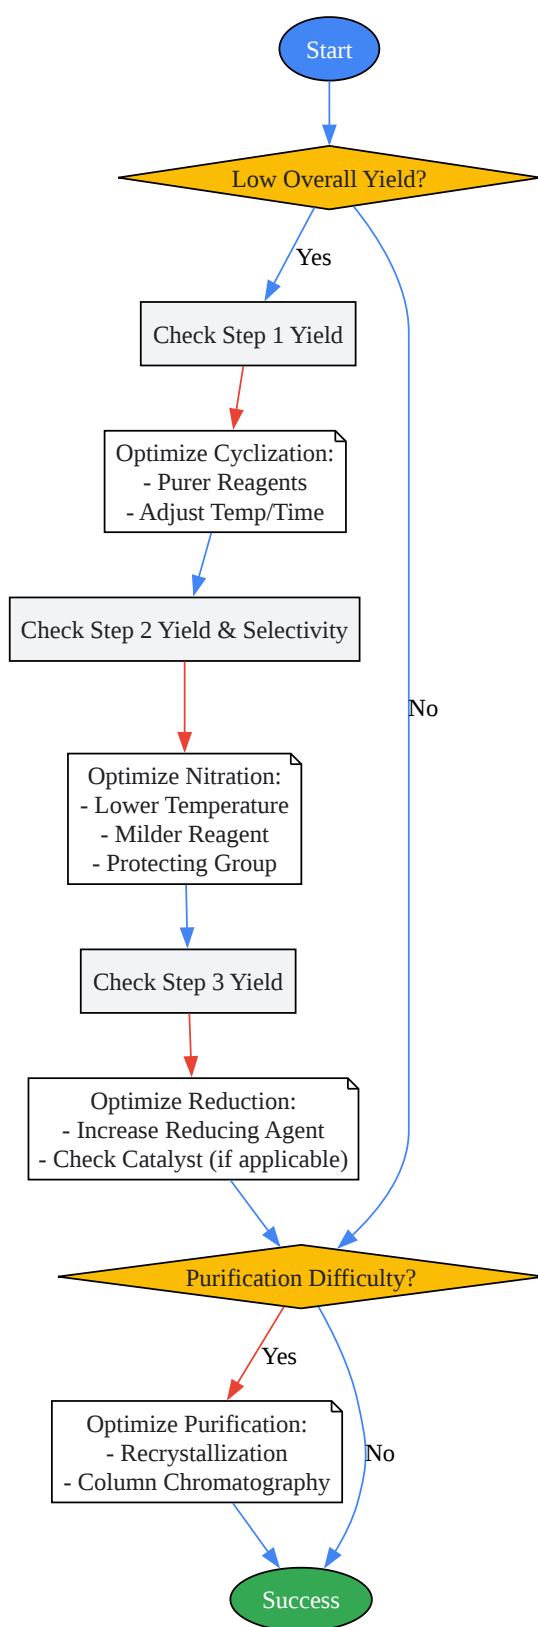 Start
Low Overall Yield?
Yes
Check Step 1 Yield
Optimize Cyclization:
- Purer Reagents
- Adjust Temp/Time
Check Step 2 Yield & Selectivity
No
Optimize Nitration:
- Lower Temperature
- Milder Reagent
- Protecting Group
Check Step 3 Yield
Optimize Reduction:
- Increase Reducing Agent
- Check Catalyst (if applicable)
Purification Difficulty?
Yes
Optimize Purification:
- Recrystallization
- Column Chromatography
No
Success